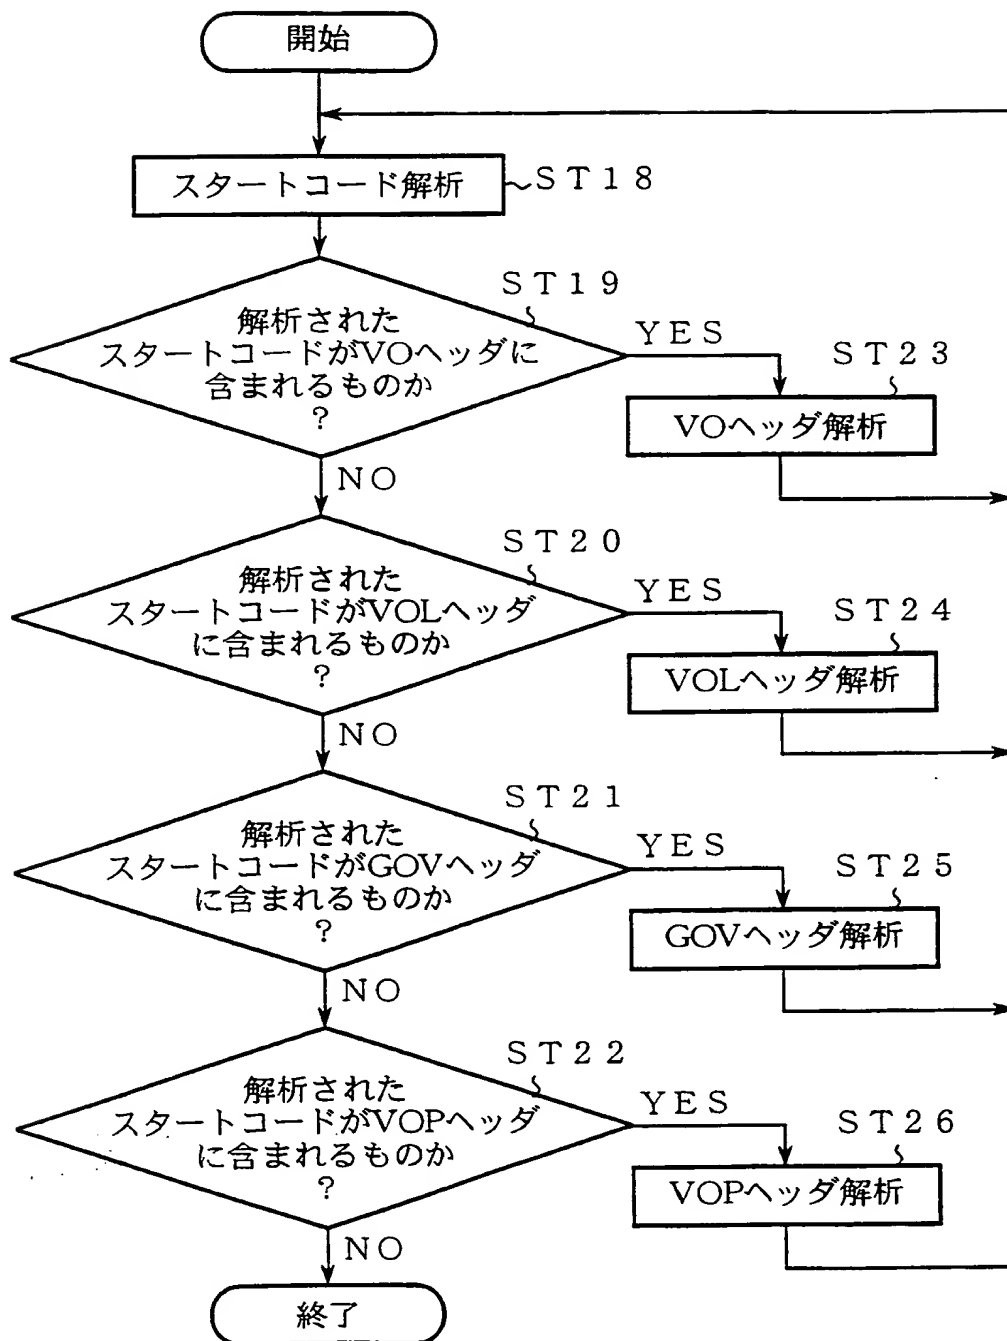 開始
スタートコード解析
ST18
ST19
解析された
スタートコードがVOヘッダに
含まれるものか
?
YES
ST23
VOヘッダ解析
NO
ST20
解析された
スタートコードがVOLヘッダ
に含まれるものか
?
YES
ST24
VOLヘッダ解析
NO
ST21
解析された
スタートコードがGOVヘッダ
に含まれるものか
?
YES
ST25
GOVヘッダ解析
NO
ST22
解析された
スタートコードがVOPヘッダ
に含まれるものか
?
YES
ST26
VOPヘッダ解析
NO
終了